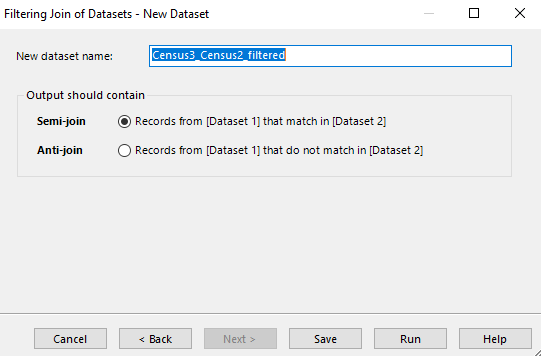 Filtering Join of Datasets - New Dataset
New dataset name: Census3_Census2_filtered
Output should contain
Semi-join Records from [Dataset 1] that match in [Dataset 2]
Anti-join Records from [Dataset 1] that do not match in [Dataset 2]
Cancel < Back Next > Save Run Help